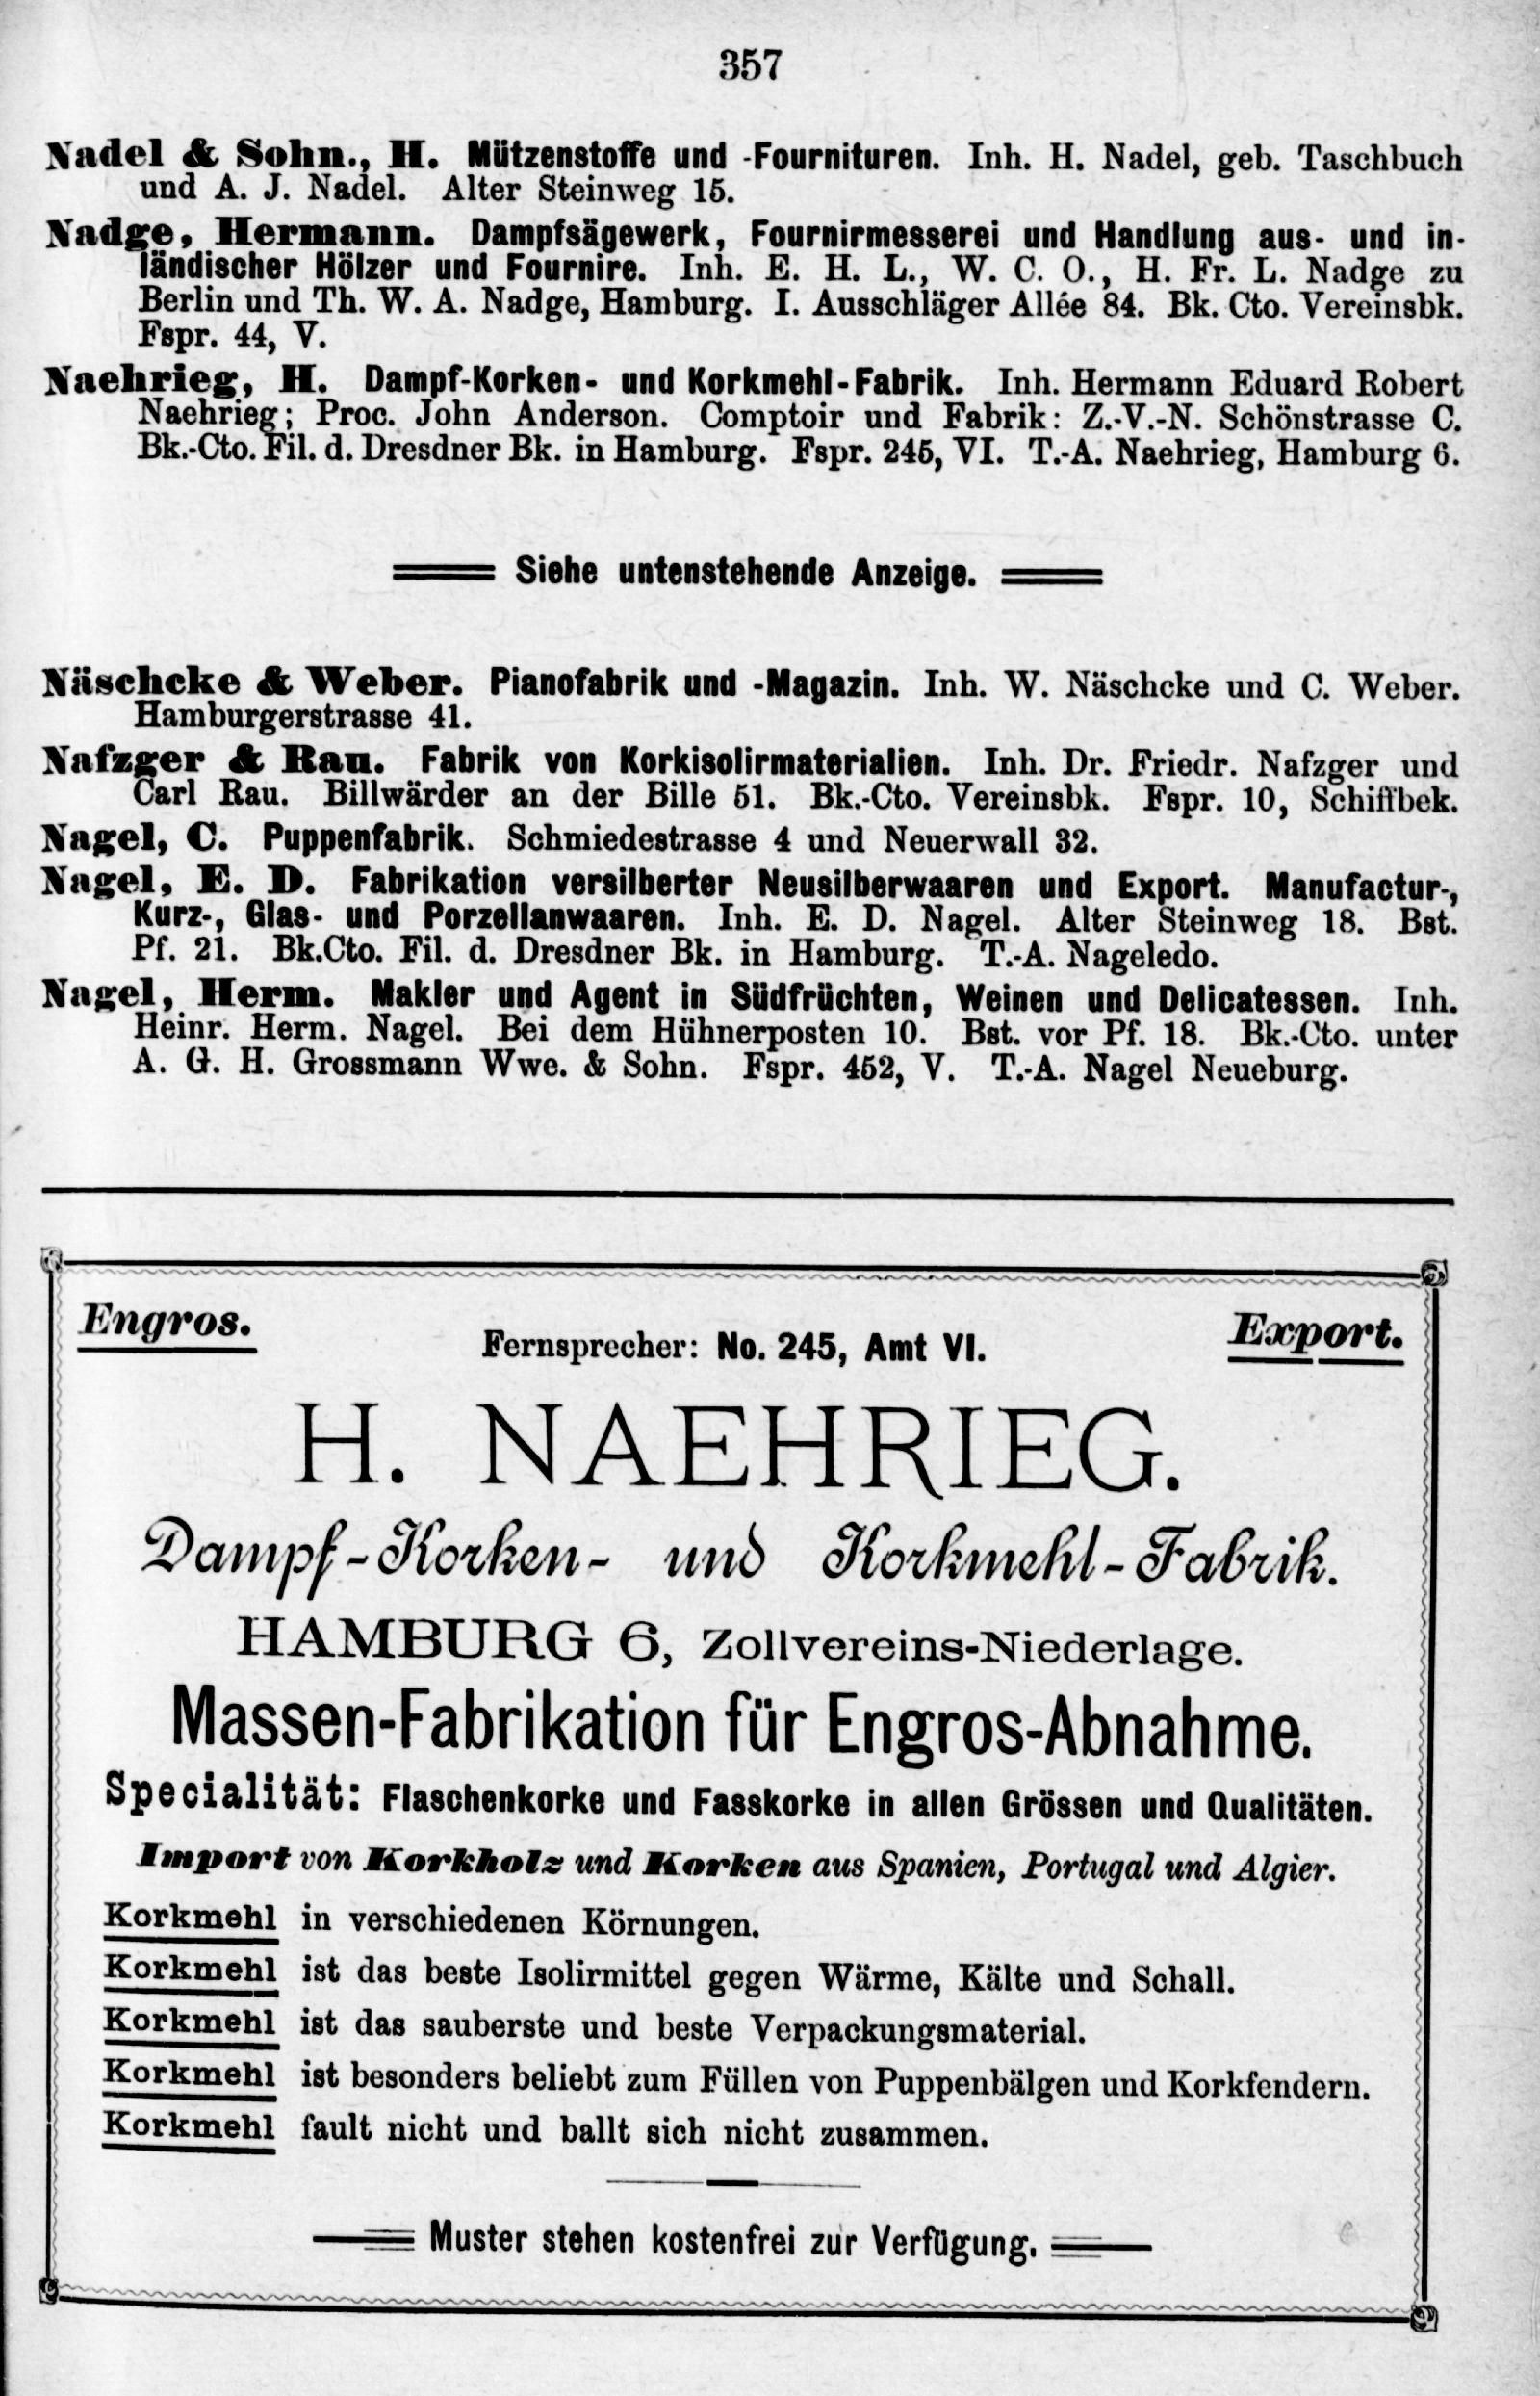 357
Nadel & Sohn., H. Mützenstoffe und -Fournituren. Inh. H. Nadel, geb. Taschbuch
und A. J. Nadel. Alter Steinweg 15.
Nadge, Hermann. Dampfsägewerk, Fournirmesserei und Handlung aus- und in-
ländischer Hölzer und Fournire. Inh. E. H. L., W. C. O., H. Fr. L. Nadge zu
Berlin und Th. W. A. Nadge, Hamburg. I. Ausschläger Allée 84. Bk. Cto. Vereinsbk.
Fspr. 44, V.
Naehrieg, H. Dampf-Korken- und Korkmehl-Fabrik. Inh. Hermann Eduard Robert
Naehrieg; Proc. John Anderson. Comptoir und Fabrik: Z.-V.-N. Schönstrasse C.
Bk.-Cto. Fil. d. Dresdner Bk. in Hamburg. Fspr. 245, VI. T.-A. Naehrieg, Hamburg 6.
Siehe untenstehende Anzeige.
Näschcke & Weber. Pianofabrik und -Magazin. Inh. W. Näschcke und C. Weber.
Hamburgerstrasse 41.
Nafzger & Rau. Fabrik von Korkisolirmaterialien. Inh. Dr. Friedr. Nafzger und
Carl Rau. Billwärder an der Bille 51. Bk.-Cto. Vereinsbk. Fspr. 10, Schiffbek.
Nagel, C. Puppenfabrik. Schmiedestrasse 4 und Neuerwall 32.
Nagel, E. D. Fabrikation versilberter Neusilberwaaren und Export. Manufactur-,
Kurz-, Glas- und Porzellanwaaren. Inh. E. D. Nagel. Alter Steinweg 18. Bst.
Pf. 21. Bk.Cto. Fil. d. Dresdner Bk. in Hamburg. T.-A. Nageledo.
Nagel, Herm. Makler und Agent in Südfrüchten, Weinen und Delicatessen. Inh.
Heinr. Herm. Nagel. Bei dem Hühnerposten 10. Bst. vor Pf. 18. Bk.-Cto. unter
A. G. H. Grossmann Wwe. & Sohn. Fspr. 452, V. T.-A. Nagel Neueburg.
Engros.
Fernsprecher: No. 245, Amt VI.
Export.
H. NAEHRIEG.
Dampf-Korken- und Korkmehl-Fabrik.
HAMBURG 6, Zollvereins-Niederlage.
Massen-Fabrikation für Engros-Abnahme.
Specialität: Flaschenkorke und Fasskorke in allen Grössen und Qualitäten.
Import von Korkholz und Korken aus Spanien, Portugal und Algier.
Korkmehl in verschiedenen Körnungen.
Korkmehl ist das beste Isolirmittel gegen Wärme, Kälte und Schall.
Korkmehl ist das sauberste und beste Verpackungsmaterial.
Korkmehl ist besonders beliebt zum Füllen von Puppenbälgen und Korkfendern.
Korkmehl fault nicht und ballt sich nicht zusammen.
Muster stehen kostenfrei zur Verfügung.